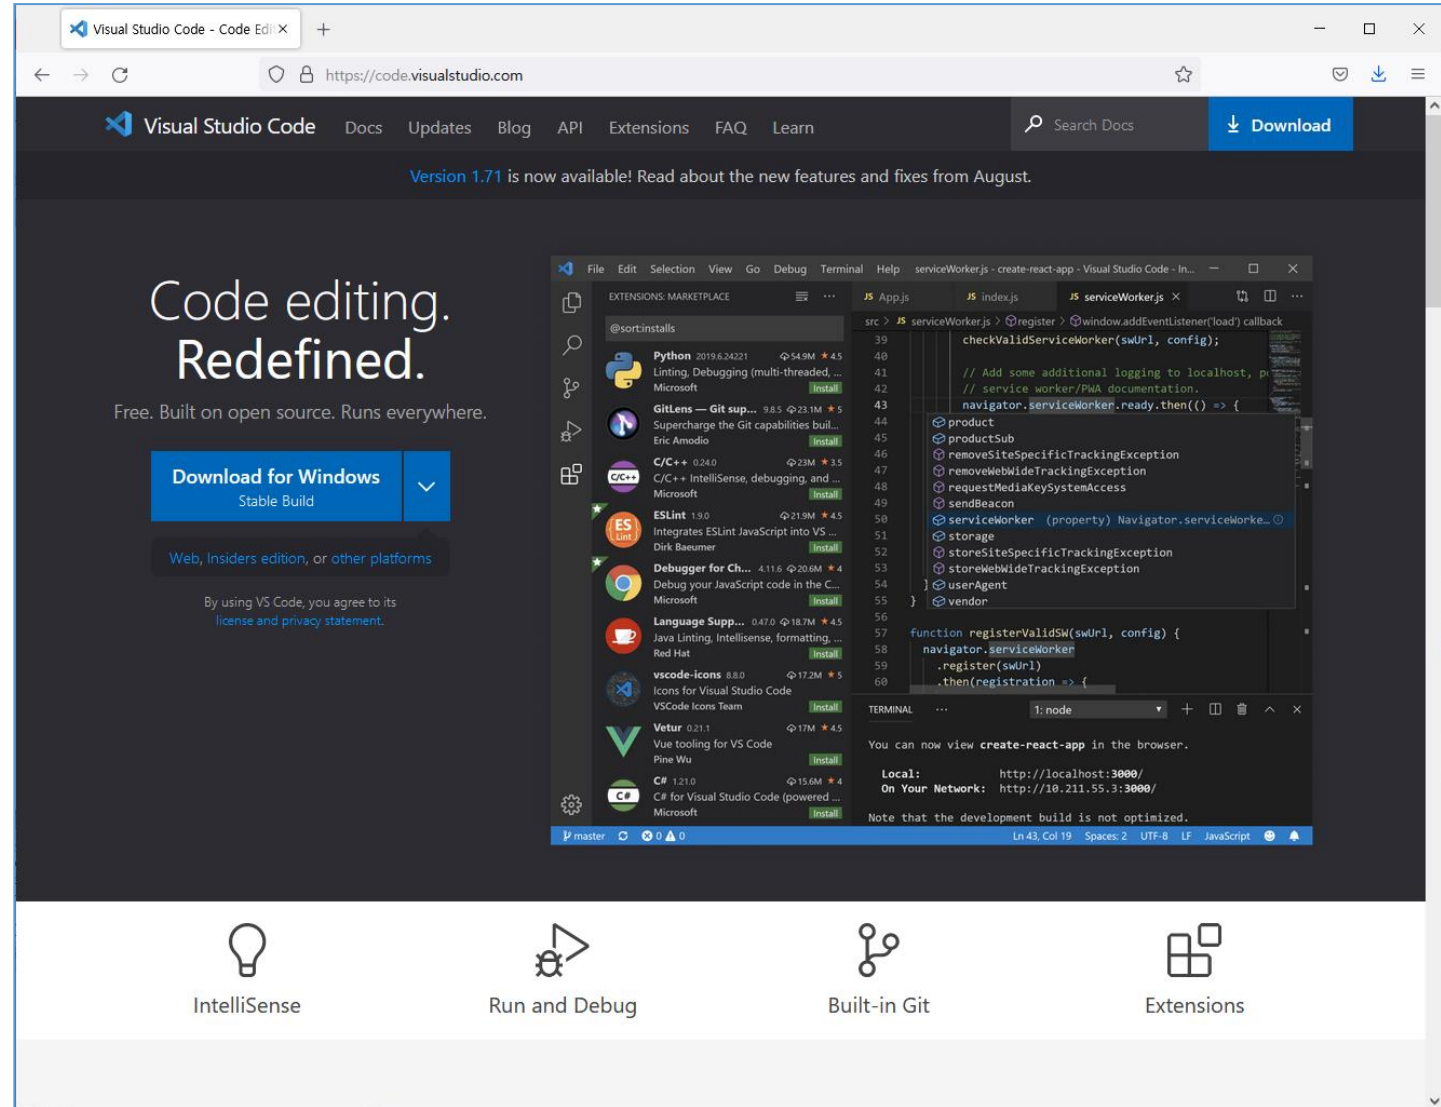 Visual Studio Code - Code Edi
https://code.visualstudio.com
Visual Studio Code Docs Updates Blog API Extensions FAQ Learn Search Docs Download
Version 1.71 is now available! Read about the new features and fixes from August.
Code editing.
Redefined.
Free. Built on open source. Runs everywhere.
Download for Windows
Stable Build
Web, Insiders edition, or other platforms
By using VS Code, you agree to its
license and privacy statement.
File Edit Selection View Go Debug Terminal Help serviceWorker.js - create-react-app - Visual Studio Code - In...
EXTENSIONS: MARKETPLACE
@sort:installs
Python 2019.6.24221 54.9M ★ 4.5
Linting, Debugging (multi-threaded, ...
Microsoft Install
GitLens — Git sup... 9.8.5 23.1M ★ 5
Supercharge the Git capabilities buil...
Eric Amodio Install
C/C++ 0.24.0 23M ★ 3.5
C/C++ IntelliSense, debugging, and ...
Microsoft Install
ESLint 1.9.0 21.9M ★ 4.5
Integrates ESLint JavaScript into VS ...
Dirk Baeumer Install
Debugger for Ch... 4.11.6 20.6M ★ 4
Debug your JavaScript code in the C...
Microsoft Install
Language Supp... 0.47.0 18.7M ★ 4.5
Java Linting, Intellisense, formatting, ...
Red Hat Install
vscode-icons 8.8.0 17.2M ★ 5
Icons for Visual Studio Code
VSCode Icons Team Install
Vetur 0.21.1 17M ★ 4.5
Vue tooling for VS Code
Pine Wu Install
C# 1.21.0 15.6M ★ 4
C# for Visual Studio Code (powered ...
Microsoft Install
C/C++
ES
Lint
C#
JS App.js JS index.js JS serviceWorker.js
src > JS serviceWorker.js > register > window.addEventListener('load') callback
39 checkValidServiceWorker(swUrl, config);
40
41 // Add some additional logging to localhost, p
42 // service worker/PWA documentation.
43 navigator.serviceWorker.ready.then(() => {
44 product
45 productSub
46 removeSiteSpecificTrackingException
47 removeWebWideTrackingException
48 requestMediaKeySystemAccess
49 sendBeacon
50 serviceWorker (property) Navigator.serviceWorke...
51 storage
52 storeSiteSpecificTrackingException
53 storeWebWideTrackingException
54 } userAgent
55 } vendor
56
57 function registerValidSW(swUrl, config) {
58 navigator.serviceWorker
59 .register(swUrl)
60 .then(registration => {
TERMINAL ... 1: node
You can now view create-react-app in the browser.
Local: http://localhost:3000/
On Your Network: http://10.211.55.3:3000/
Note that the development build is not optimized.
master 0 0 Ln 43, Col 19 Spaces: 2 UTF-8 LF JavaScript
IntelliSense
Run and Debug
Built-in Git
Extensions